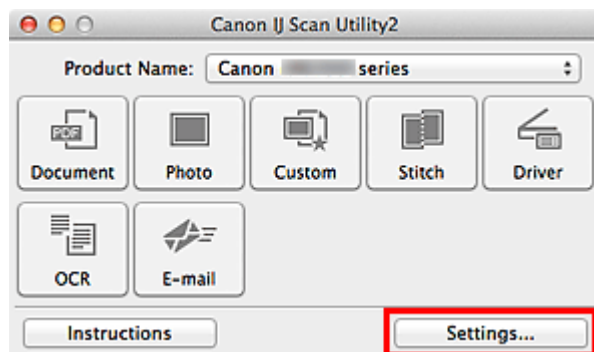 Canon IJ Scan Utility2
Product Name: Canon series
PDF
Document Photo Custom Stitch Driver
OCR E-mail
Instructions Settings...